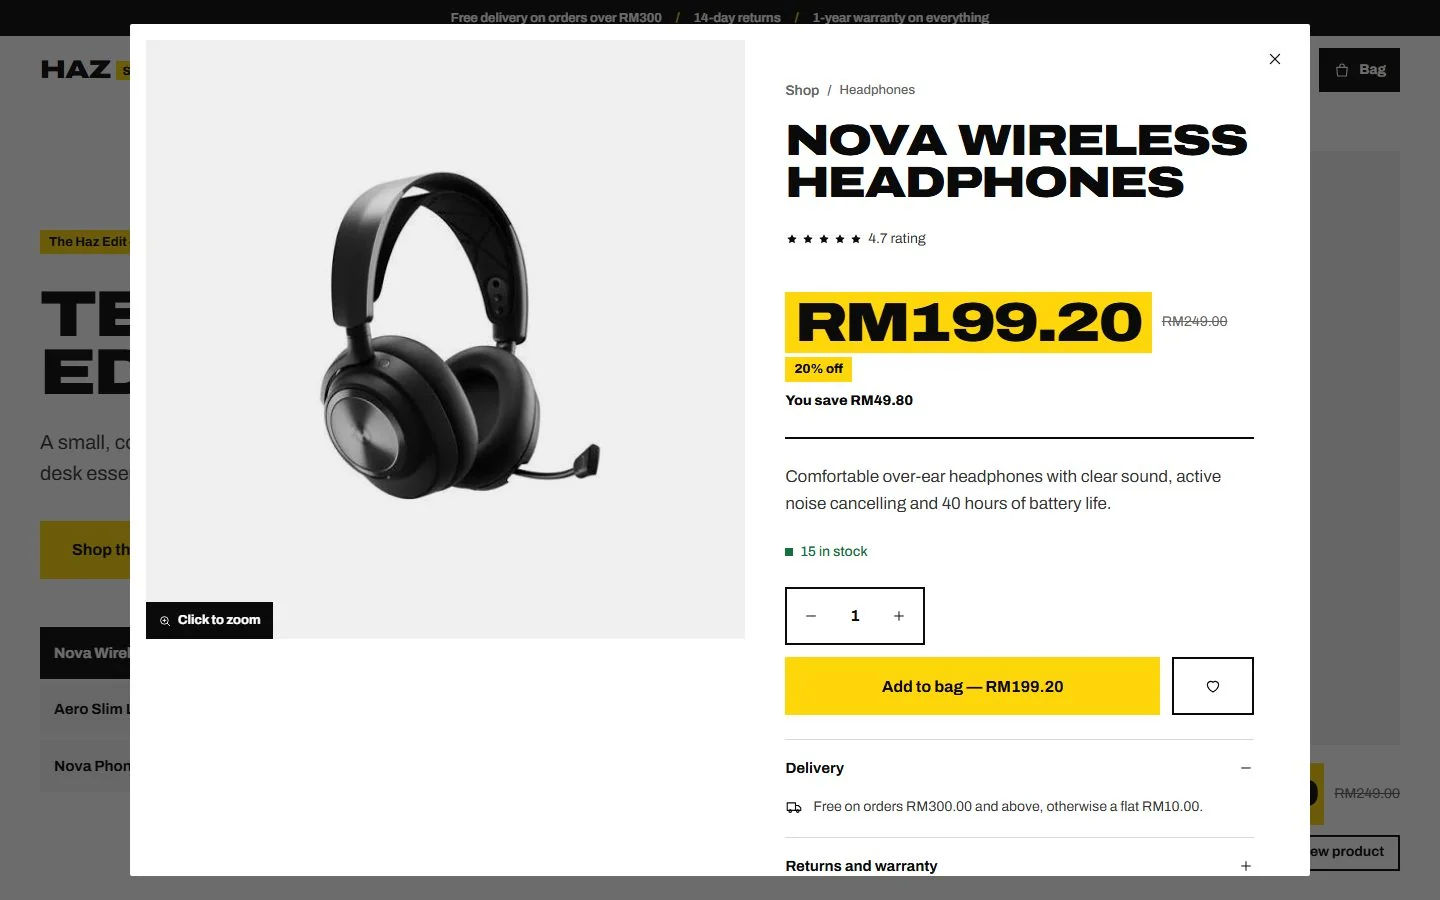 Free delivery on orders over RM300 / 14-day returns / 1-year warranty on everything
HAZ
Bag
Shop / Headphones
NOVA WIRELESS
HEADPHONES
4.7 rating
The Haz Edit
RM199.20 RM249.00
20% off
You save RM49.80
A small, co
desk esse
Comfortable over-ear headphones with clear sound, active
noise cancelling and 40 hours of battery life.
Shop th
15 in stock
1
Click to zoom
Nova Wirel
Add to bag — RM199.20
Aero Slim L
Nova Phon
Delivery
Free on orders RM300.00 and above, otherwise a flat RM10.00.
RM249.00
ew product
Returns and warranty